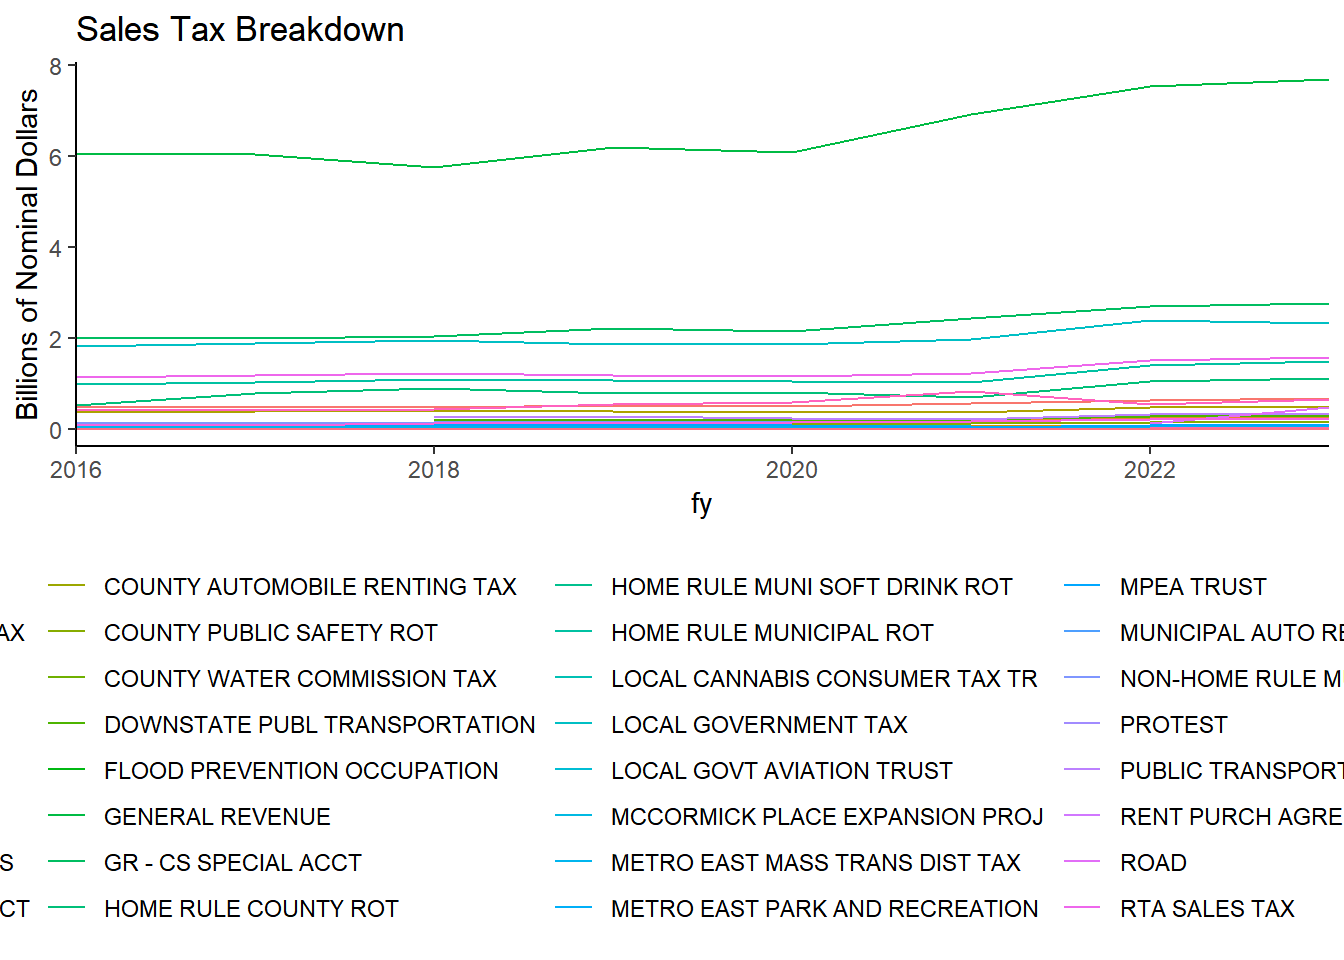 Sales Tax Breakdown
Billions of Nominal Dollars
8
6
4
2
0
2016 2018 2020 2022
fy
COUNTY AUTOMOBILE RENTING TAX HOME RULE MUNI SOFT DRINK ROT MPEA TRUST
AX COUNTY PUBLIC SAFETY ROT HOME RULE MUNICIPAL ROT MUNICIPAL AUTO RE
COUNTY WATER COMMISSION TAX LOCAL CANNABIS CONSUMER TAX TR NON-HOME RULE M
DOWNSTATE PUBL TRANSPORTATION LOCAL GOVERNMENT TAX PROTEST
FLOOD PREVENTION OCCUPATION LOCAL GOVT AVIATION TRUST PUBLIC TRANSPORT
GENERAL REVENUE MCCORMICK PLACE EXPANSION PROJ RENT PURCH AGRE
S GR - CS SPECIAL ACCT METRO EAST MASS TRANS DIST TAX ROAD
CT HOME RULE COUNTY ROT METRO EAST PARK AND RECREATION RTA SALES TAX